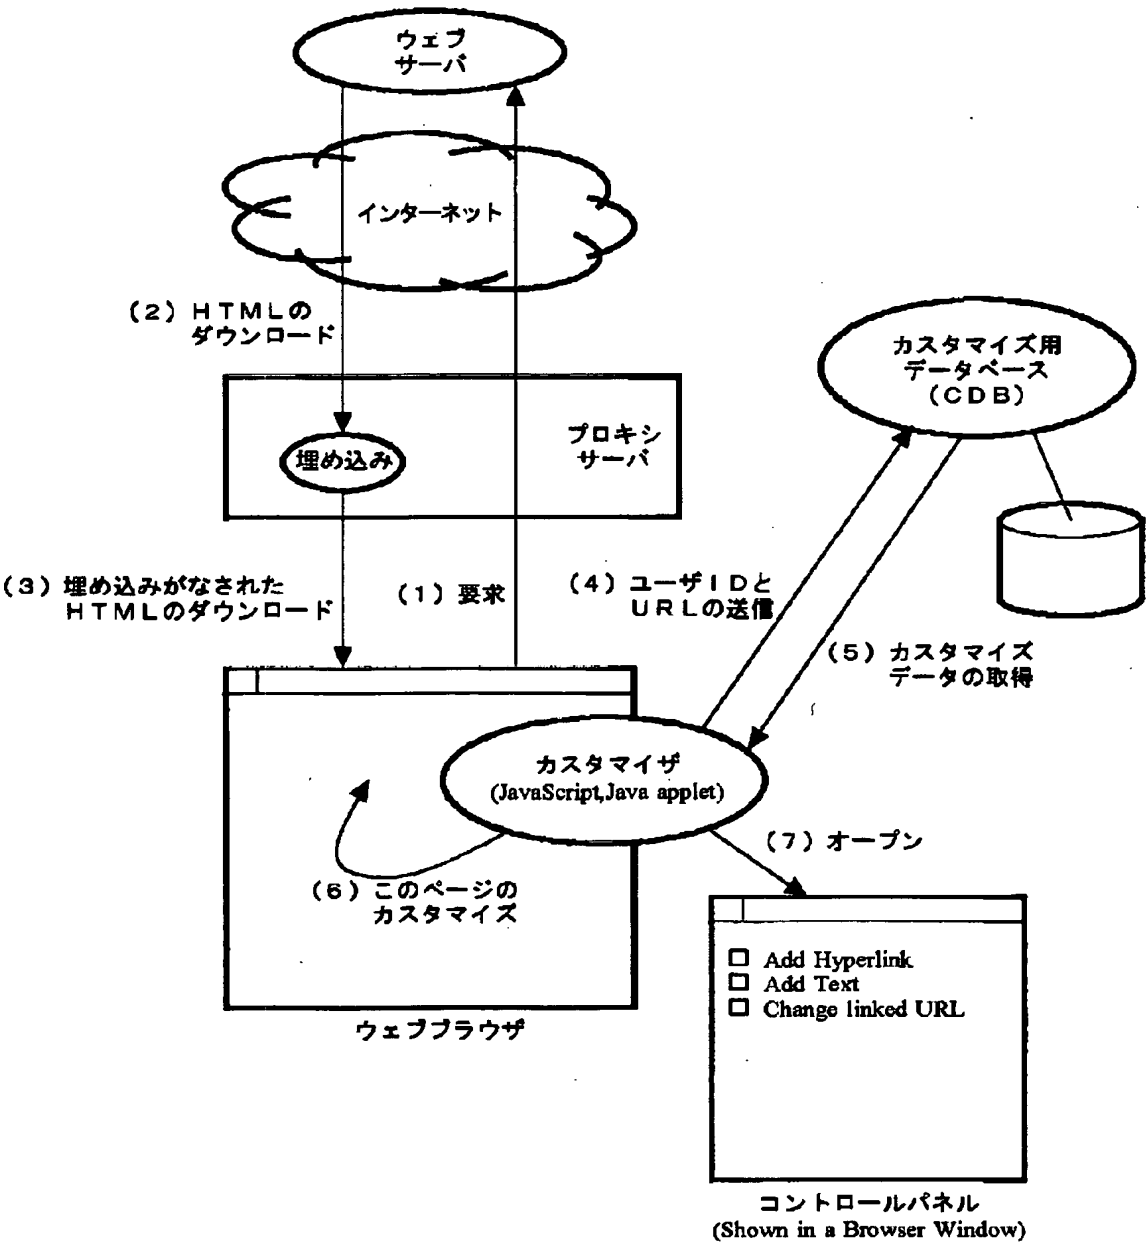 ウェブ
サーバ
インターネット
(2) HTMLの
ダウンロード
カスタマイズ用
データベース
(CDB)
プロキシ
サーバ
埋め込み
(3) 埋め込みがなされた
HTMLのダウンロード
(1) 要求
(4) ユーザIDと
URLの送信
(5) カスタマイズ
データの取得
カスタマイザ
(JavaScript,Java applet)
(6) このページの
カスタマイズ
(7) オープン
ウェブブラウザ
Add Hyperlink
Add Text
Change linked URL
コントロールパネル
(Shown in a Browser Window)